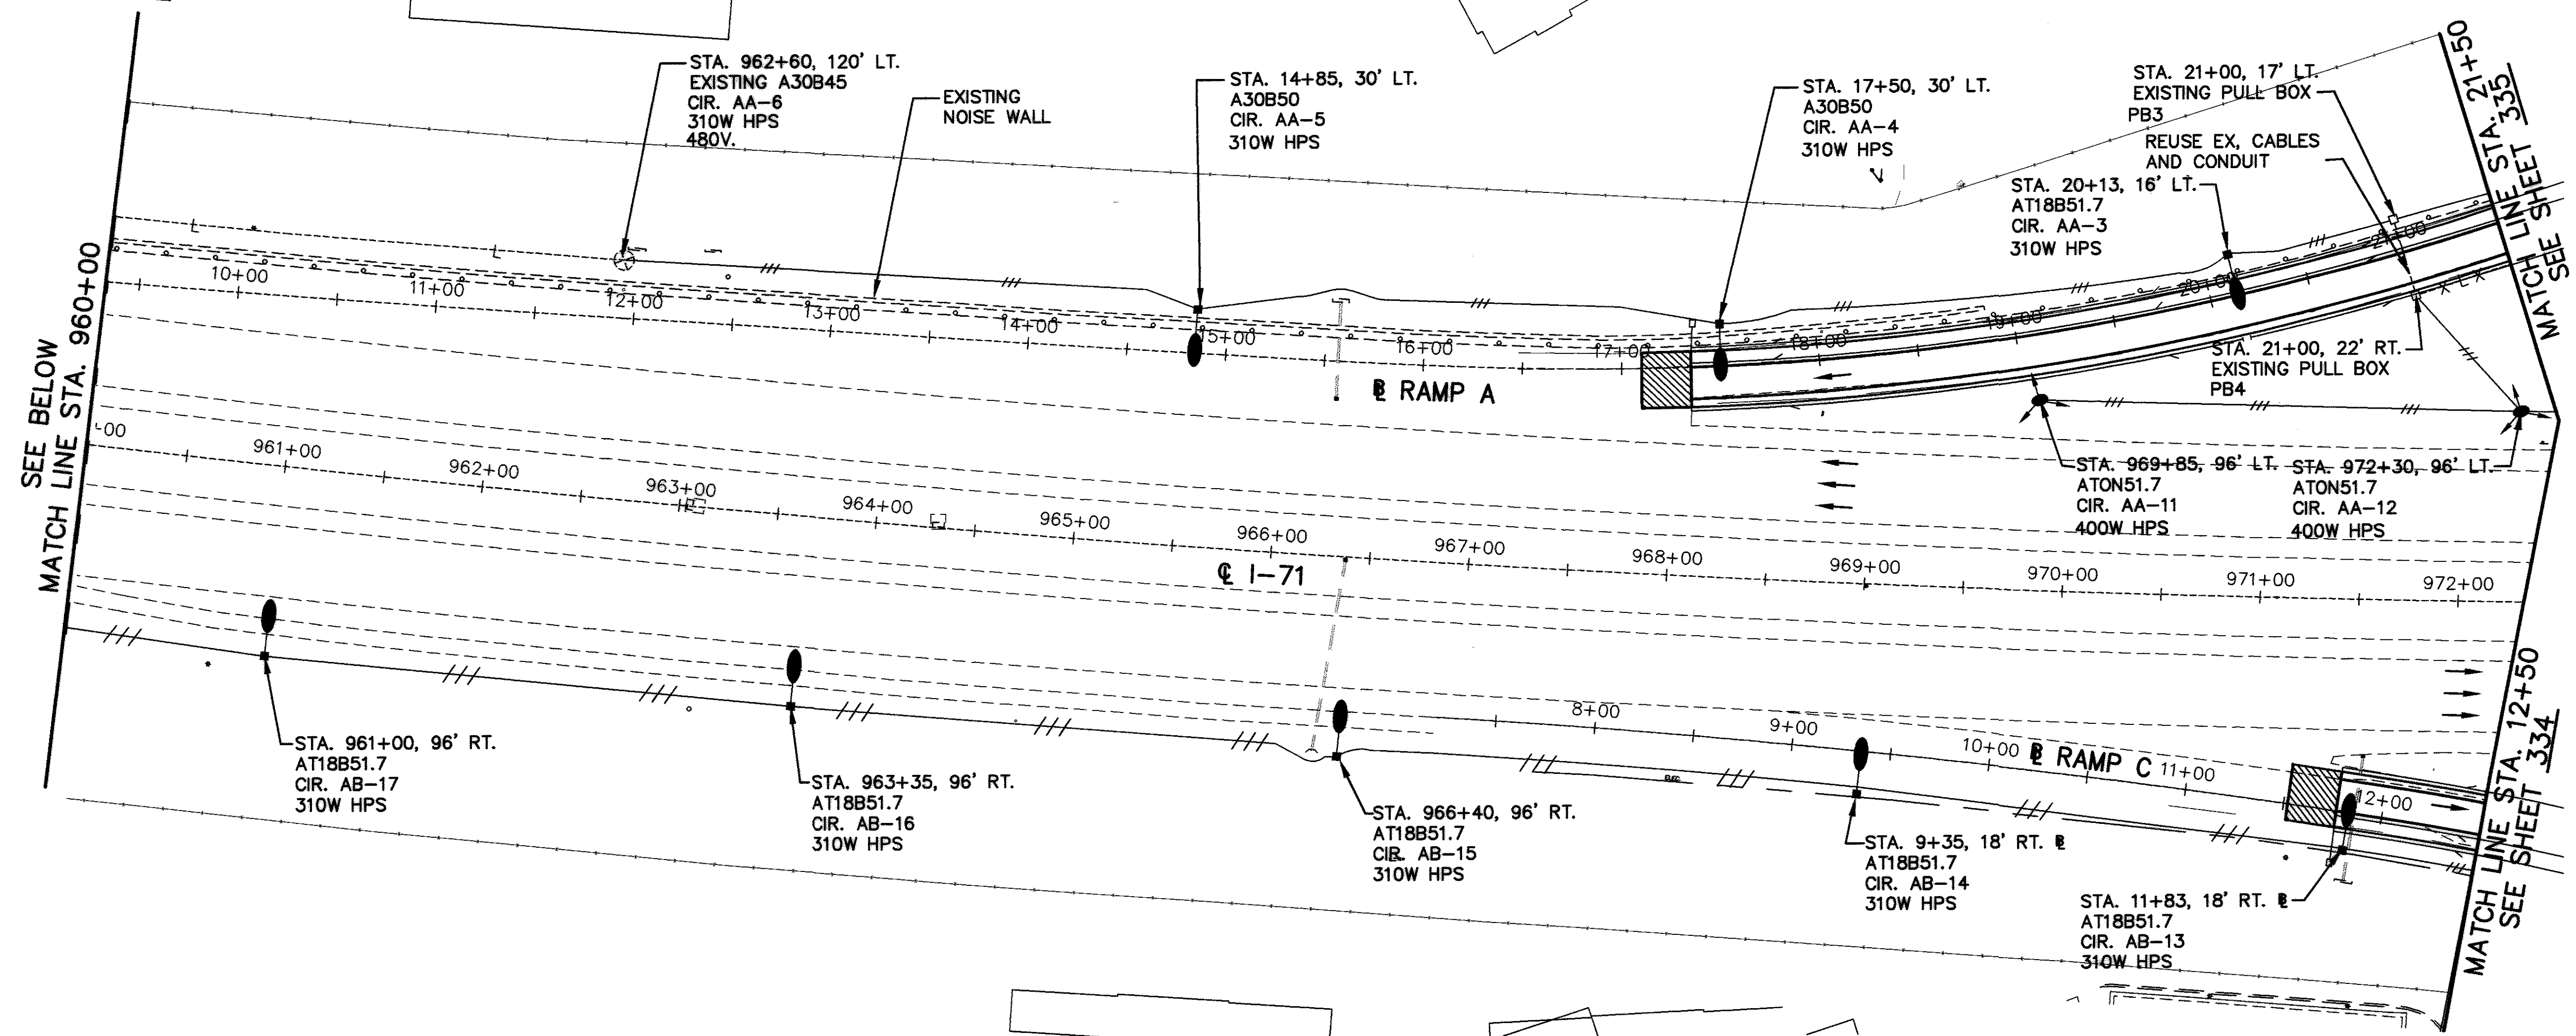 STA. 962+60, 120' LT.
EXISTING A30B45
CIR. AA-6
310W HPS
480V.
EXISTING
NOISE WALL
STA. 14+85, 30' LT.
A30B50
CIR. AA-5
310W HPS
STA. 17+50, 30' LT.
A30B50
CIR. AA-4
310W HPS
STA. 21+00, 17' LT.
EXISTING PULL BOX
PB3
REUSE EX, CABLES
AND CONDUIT
STA. 20+13, 16' LT.
AT18B51.7
CIR. AA-3
310W HPS
MATCH LINE STA. 21+50
SEE SHEET 335
SEE BELOW
MATCH LINE STA. 960+00
L
L
10+00
11+00
12+00
13+00
14+00
15+00
16+00
17+00
18+00
19+00
20+00
21+00
X L X
℄ RAMP A
STA. 21+00, 22' RT.
EXISTING PULL BOX
PB4
STA. 969+85, 96' LT.
ATON51.7
CIR. AA-11
400W HPS
STA. 972+30, 96' LT.
ATON51.7
CIR. AA-12
400W HPS
-00
961+00
962+00
963+00
964+00
965+00
966+00
967+00
968+00
969+00
970+00
971+00
972+00
℄ I-71
8+00
9+00
10+00
℄ RAMP C
11+00
12+00
STA. 961+00, 96' RT.
AT18B51.7
CIR. AB-17
310W HPS
STA. 963+35, 96' RT.
AT18B51.7
CIR. AB-16
310W HPS
STA. 966+40, 96' RT.
AT18B51.7
CIR. AB-15
310W HPS
STA. 9+35, 18' RT. ℄
AT18B51.7
CIR. AB-14
310W HPS
STA. 11+83, 18' RT. ℄
AT18B51.7
CIR. AB-13
310W HPS
MATCH LINE STA. 12+50
SEE SHEET 334